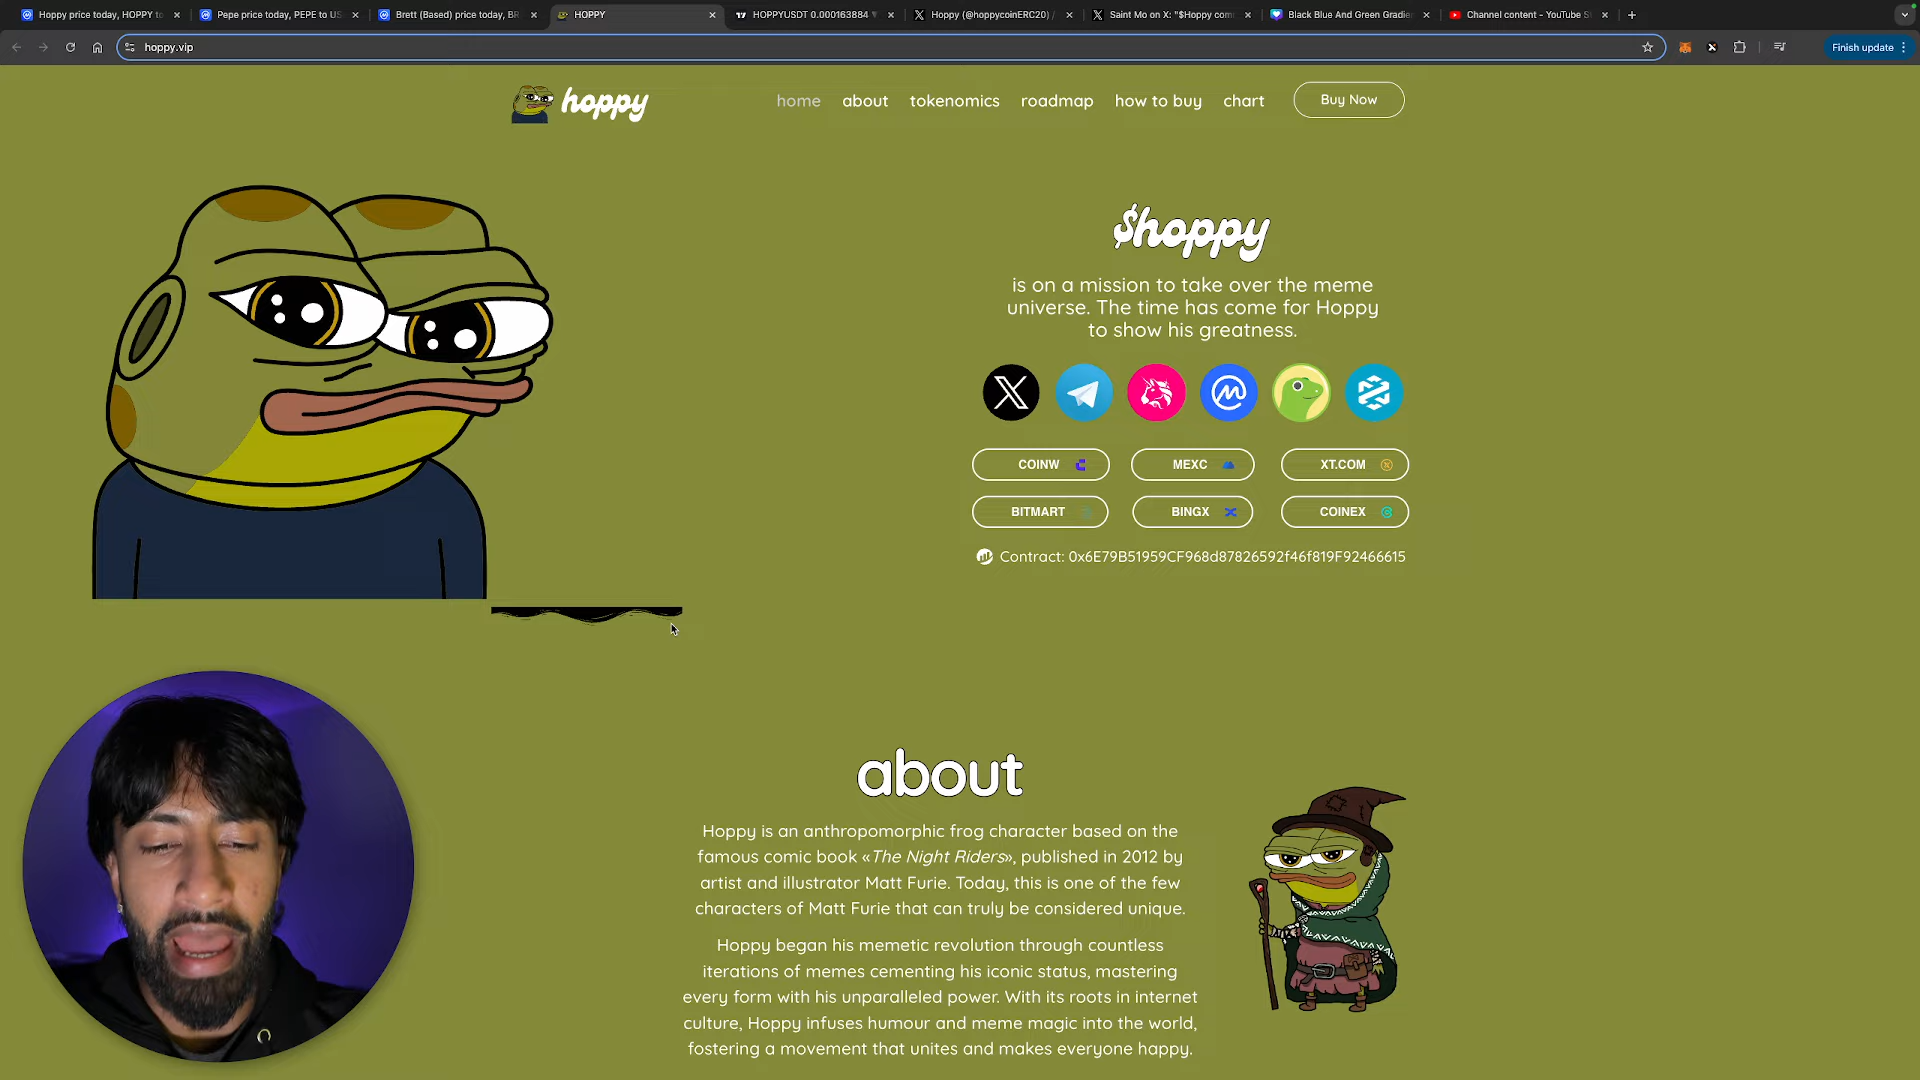 Hoppy price today, HOPPY to
Pepe price today, PEPE to US
Brett (Based) price today, BR
HOPPY
HOPPYUSDT 0.000163884
Hoppy (@hoppycoinERC20) /
Saint Mo on X: "$Hoppy com
Black Blue And Green Gradie
Channel content - YouTube S
hoppy.vip
Finish update
hoppy
home
about
tokenomics
roadmap
how to buy
chart
Buy Now
$hoppy
is on a mission to take over the meme
universe. The time has come for Hoppy
to show his greatness.
COINW
MEXC
XT.COM
BITMART
BINGX
COINEX
Contract: 0x6E79B51959CF968d87826592f46f819F92466615
about
Hoppy is an anthropomorphic frog character based on the
famous comic book «The Night Riders», published in 2012 by
artist and illustrator Matt Furie. Today, this is one of the few
characters of Matt Furie that can truly be considered unique.
Hoppy began his memetic revolution through countless
iterations of memes cementing his iconic status, mastering
every form with his unparalleled power. With its roots in internet
culture, Hoppy infuses humour and meme magic into the world,
fostering a movement that unites and makes everyone happy.